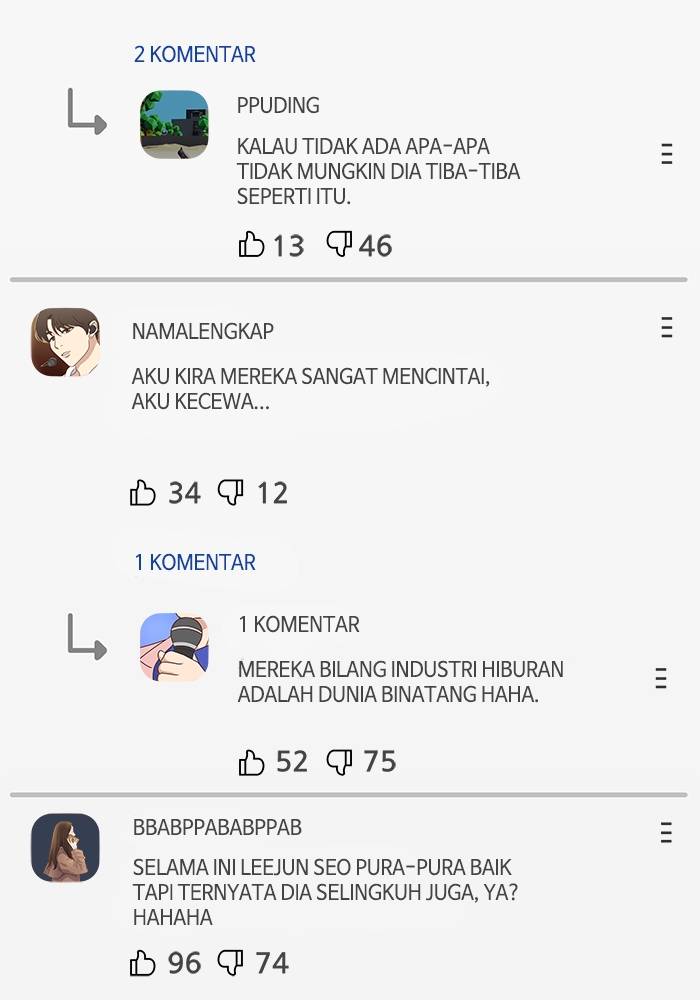 2 KOMENTAR
PPUDING
KALAU TIDAK ADA APA-APA
TIDAK MUNGKIN DIA TIBA-TIBA
SEPERTI ITU.
13 46
NAMALENGKAP
AKU KIRA MEREKA SANGAT MENCINTAI,
AKU KECEWA...
34 12
1 KOMENTAR
1 KOMENTAR
MEREKA BILANG INDUSTRI HIBURAN
ADALAH DUNIA BINATANG HAHA.
52 75
BBABPPABABPPAB
SELAMA INI LEEJUN SEO PURA-PURA BAIK
TAPI TERNYATA DIA SELINGKUH JUGA, YA?
HAHAHA
96 74